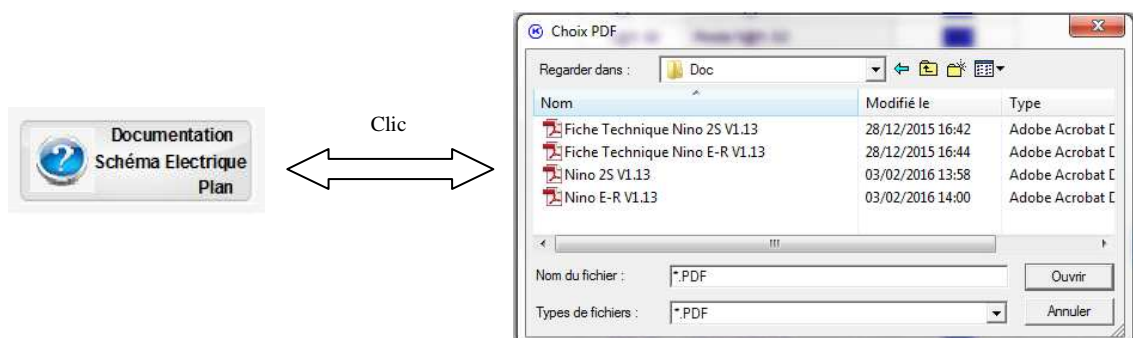 Documentation
Schéma Electrique
Plan
Clic
Choix PDF
Regarder dans :
Doc
Nom Modifié le Type
Fiche Technique Nino 2S V1.13 28/12/2015 16:42 Adobe Acrobat D
Fiche Technique Nino E-R V1.13 28/12/2015 16:44 Adobe Acrobat D
Nino 2S V1.13 03/02/2016 13:58 Adobe Acrobat D
Nino E-R V1.13 03/02/2016 14:00 Adobe Acrobat D
Nom du fichier : *.PDF Ouvrir
Types de fichiers : *.PDF Annuler